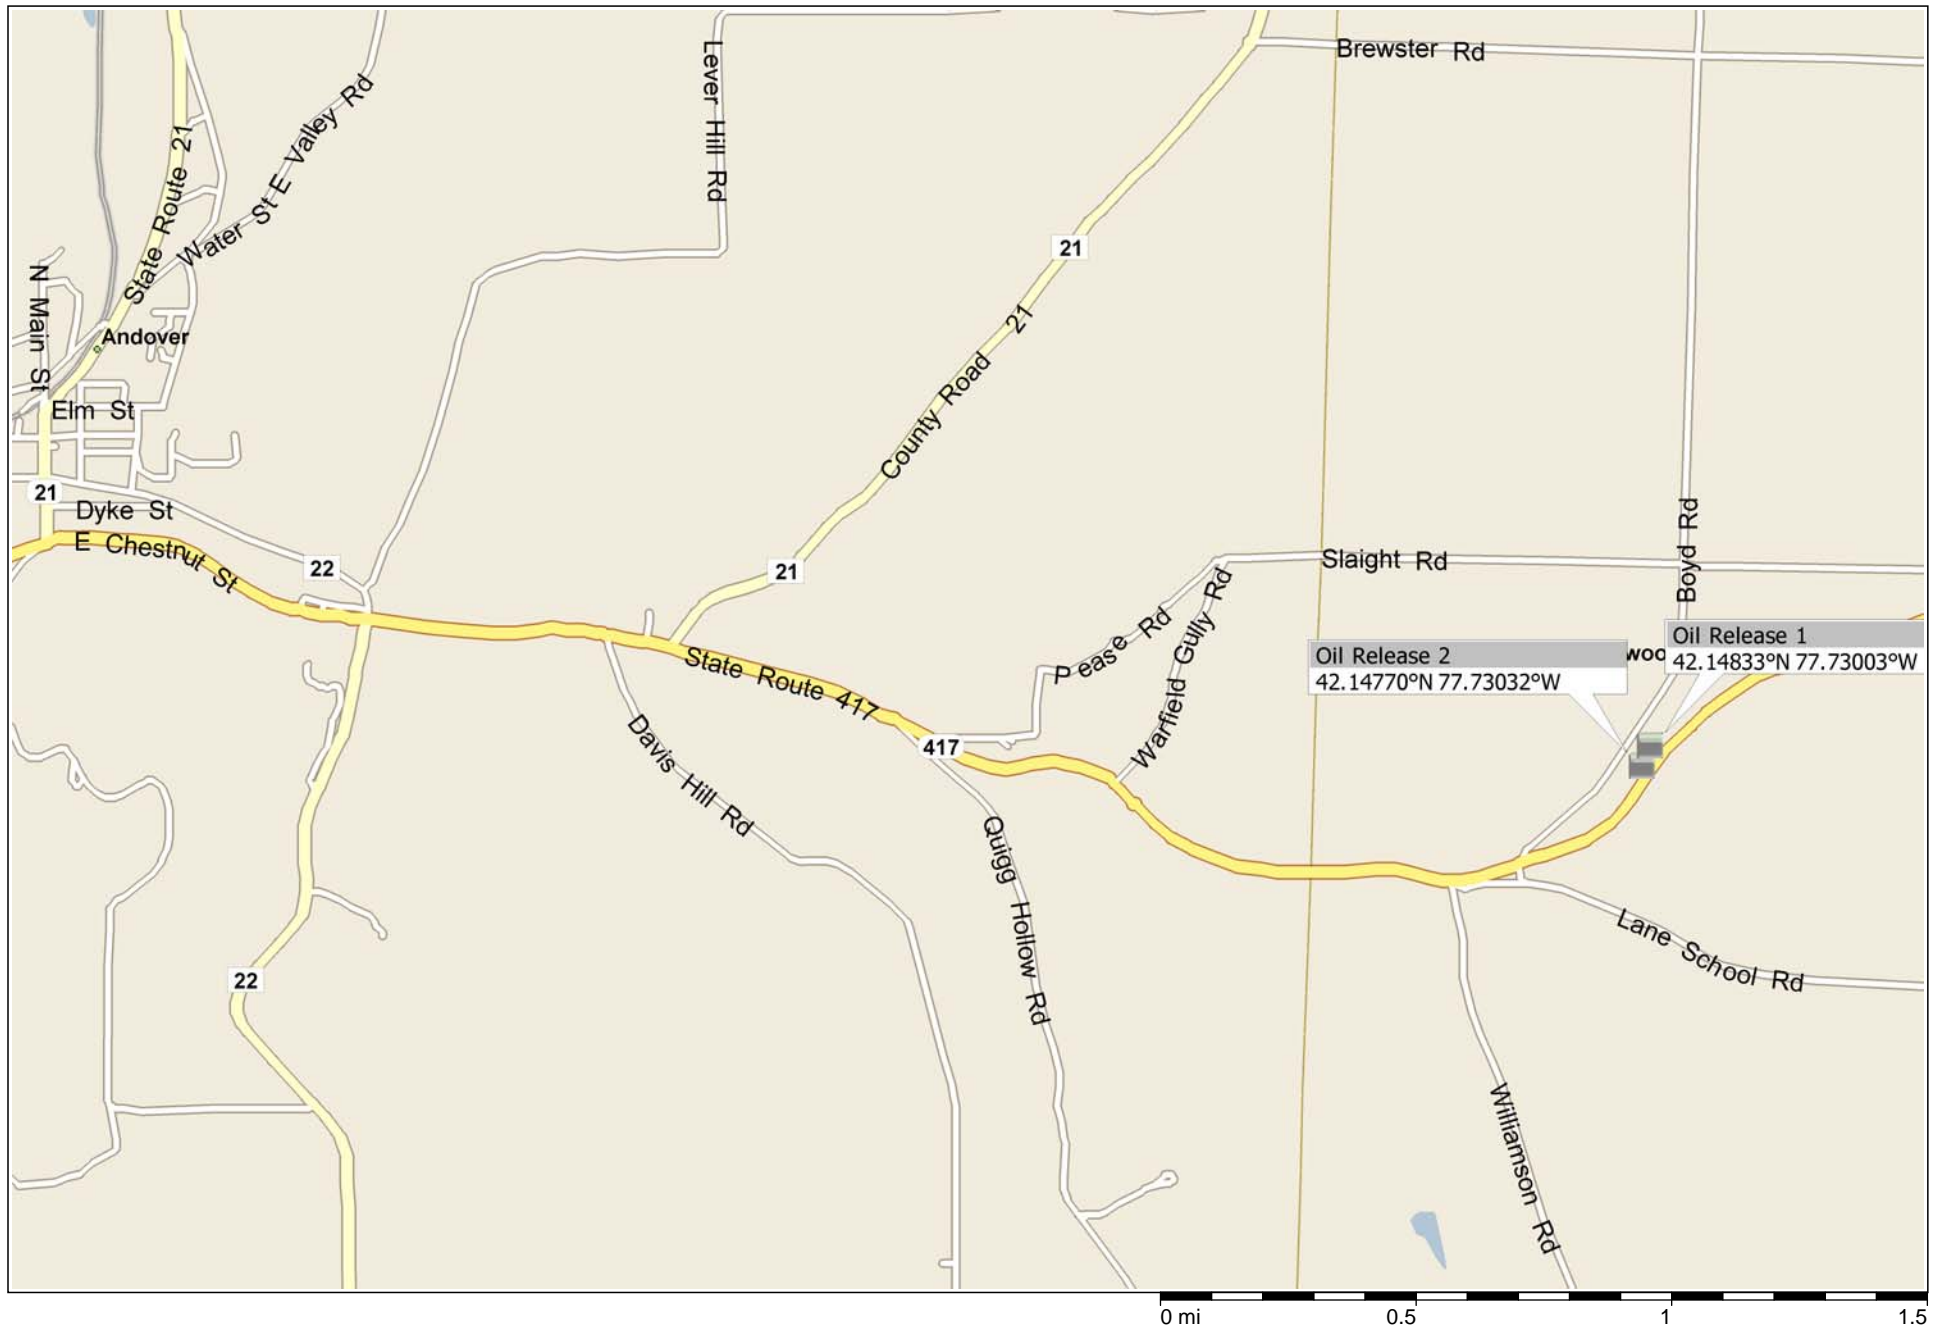 Brewster Rd
Lever Hill Rd
State Route 21
Water St E Valley Rd
21
County Road 21
N Main St
Andover
Elm St
21
Dyke St
E Chestnut St
22
21
Slaight Rd
Boyd Rd
Pease Rd
Warfield Gully Rd
Oil Release 1
42.14833°N 77.73003°W
Oil Release 2
42.14770°N 77.73032°W
State Route 417
417
Davis Hill Rd
Quigg Hollow Rd
Lane School Rd
22
Williamson Rd
0 mi 0.5 1 1.5